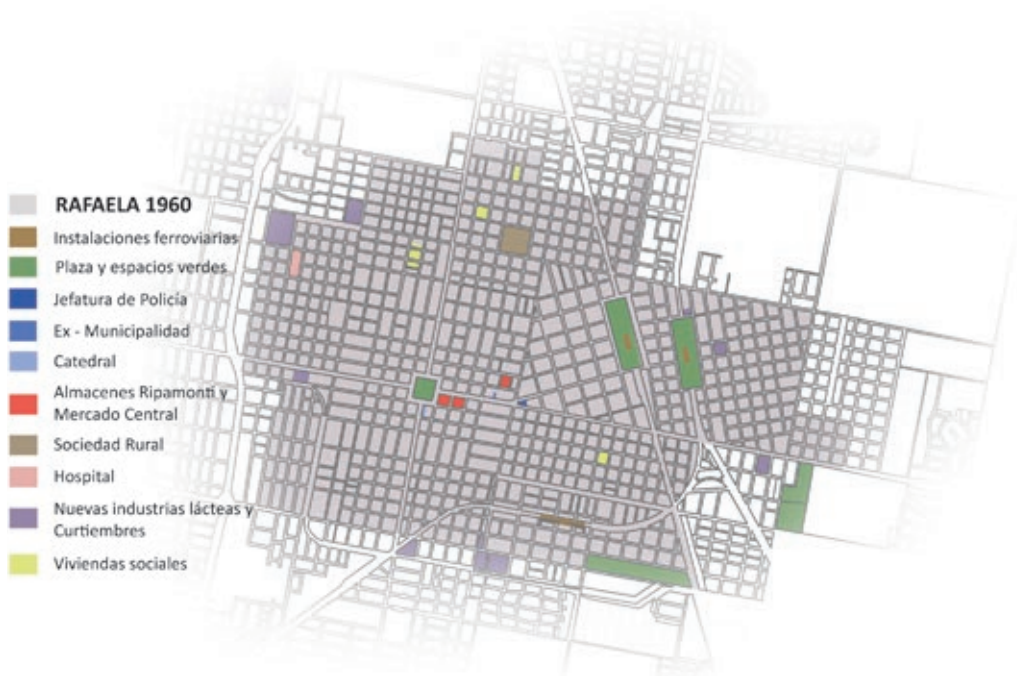 RAFAELA 1960
Instalaciones ferroviarias
Plaza y espacios verdes
Jefatura de Policía
Ex - Municipalidad
Catedral
Almacenes Ripamonti y
Mercado Central
Sociedad Rural
Hospital
Nuevas industrias lácteas y
Curtiembres
Viviendas sociales